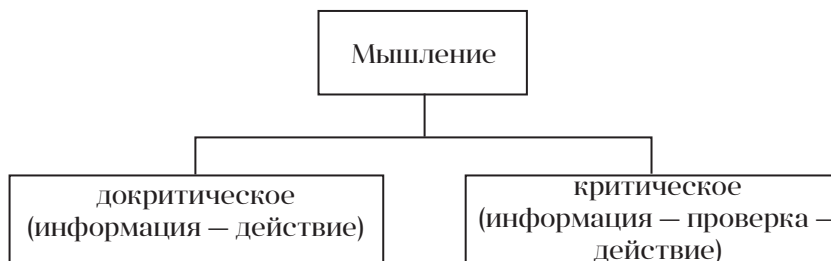 Мышление
докритическое
(информация — действие)
критическое
(информация — проверка —
действие)